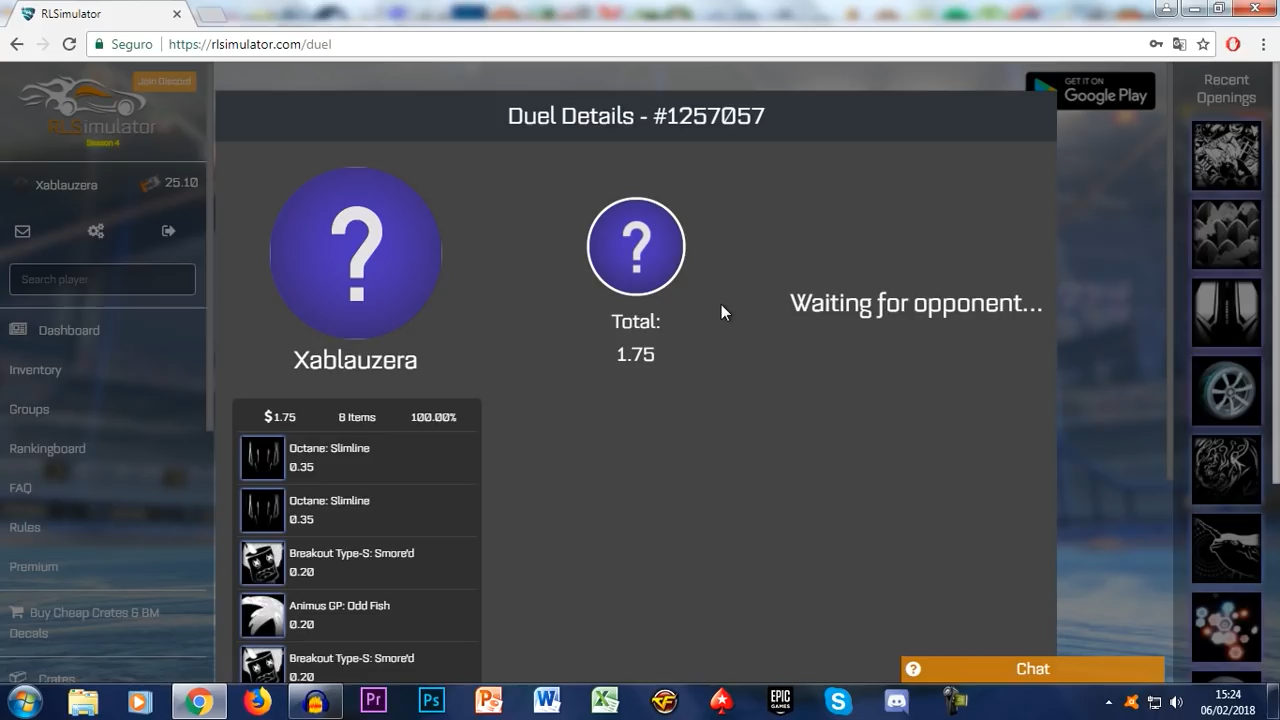 RLSimulator
Seguro
https://rlsimulator.com/duel
Join Discord
RLSimulator
Season 4
Xablauzera
25.10
Search player
Dashboard
Inventory
Groups
Rankingboard
FAQ
Rules
Premium
Buy Cheap Crates & BM
Decals
Crates
Duel Details - #1257057
?
Xablauzera
$1.75 8 Items 100.00%
Octane: Slimline
0.35
Octane: Slimline
0.35
Breakout Type-S: Smore'd
0.20
Animus GP: Odd Fish
0.20
Breakout Type-S: Smore'd
0.20
?
Total:
1.75
Waiting for opponent...
GET IT ON
Google Play
Recent
Openings
? Chat
Pr
Ps
EPIC
GAMES
15:24
06/02/2018